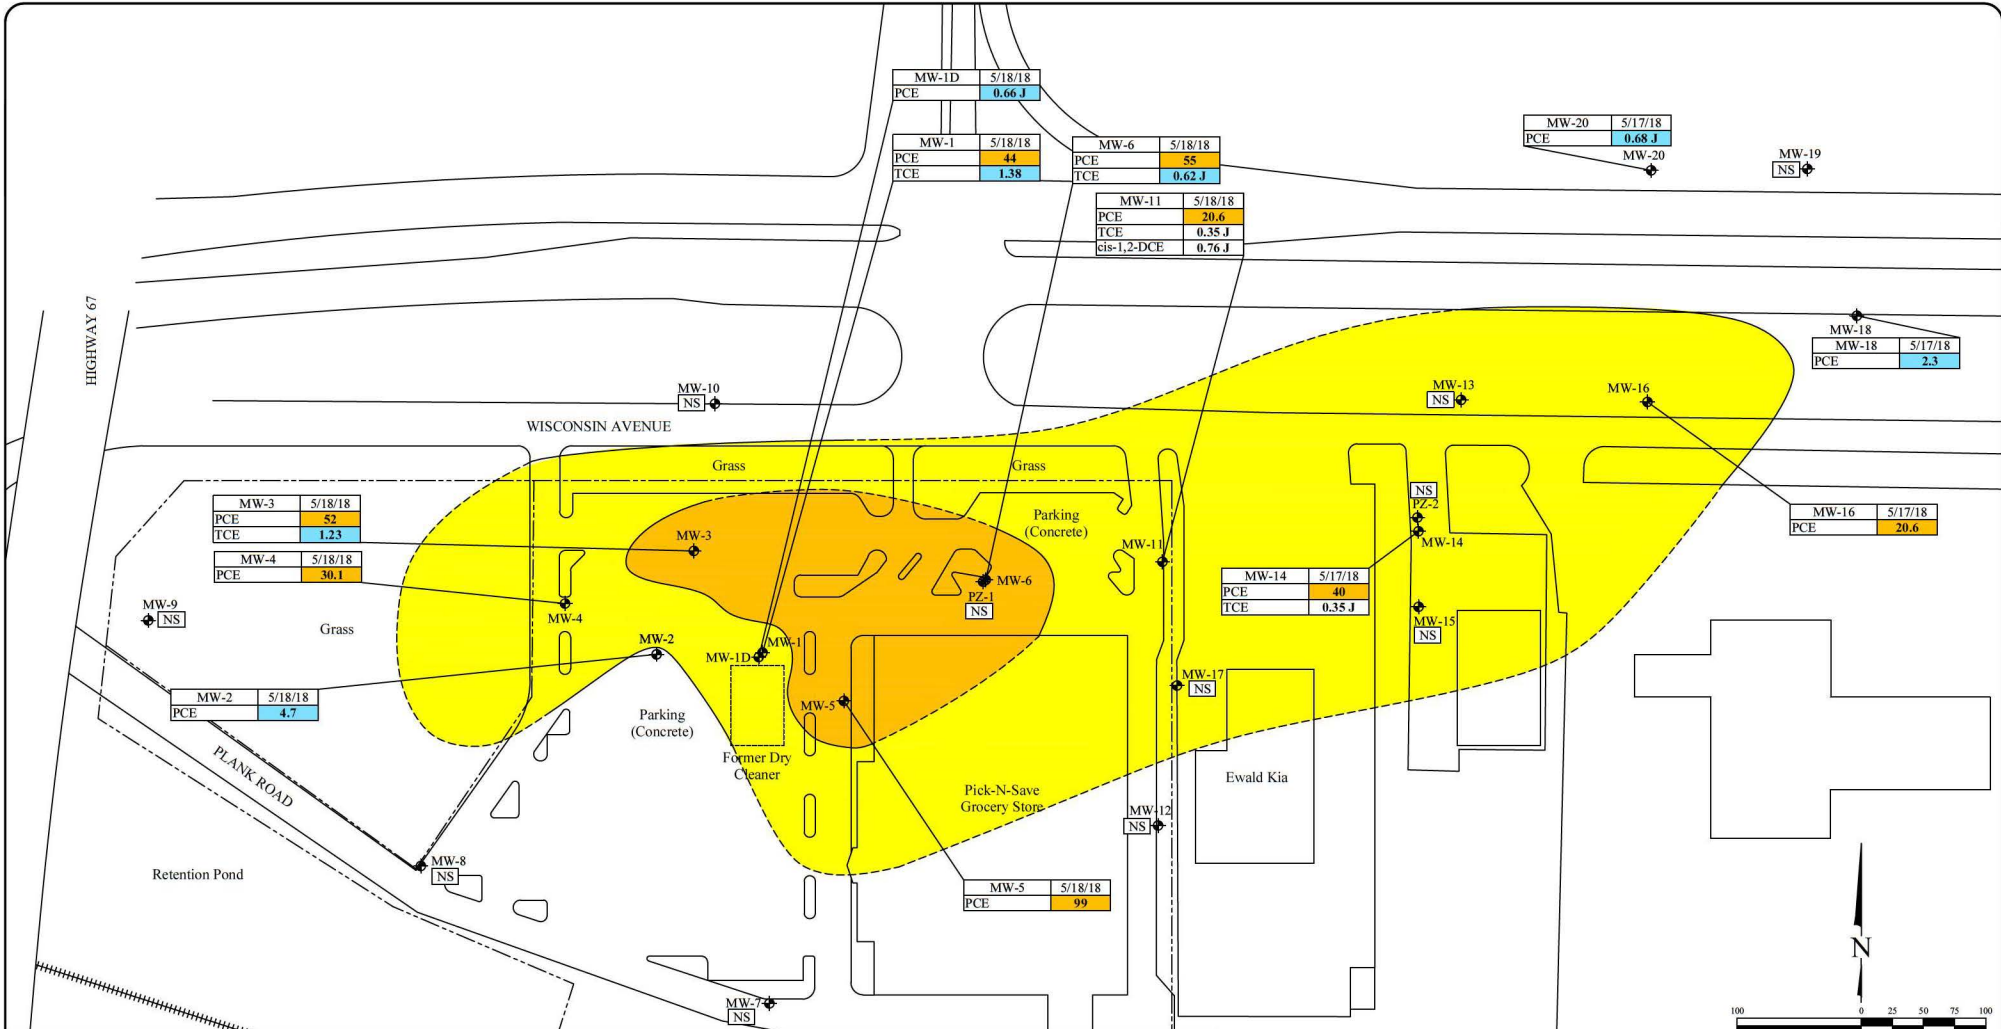 MW-1D 5/18/18
PCE 0.66 J
MW-1 5/18/18
PCE 44
TCE 1.38
MW-6 5/18/18
PCE 55
TCE 0.62 J
MW-11 5/18/18
PCE 20.6
TCE 0.35 J
cis-1,2-DCE 0.76 J
MW-20 5/17/18
PCE 0.68 J
MW-20
MW-19
NS
HIGHWAY 67
MW-18
MW-18 5/17/18
PCE 2.3
MW-10
NS
MW-13
NS
MW-16
WISCONSIN AVENUE
Grass
Grass
MW-3 5/18/18
PCE 52
TCE 1.23
MW-4 5/18/18
PCE 30.1
MW-3
Parking
(Concrete)
MW-11
NS
PZ-2
MW-14
MW-16 5/17/18
PCE 20.6
MW-14 5/17/18
PCE 40
TCE 0.35 J
MW-6
PZ-1
NS
MW-9
NS
Grass
MW-4
MW-2
MW-1
MW-1D
MW-15
NS
MW-2 5/18/18
PCE 4.7
MW-17
NS
MW-5
Parking
(Concrete)
PLANK ROAD
Former Dry
Cleaner
Pick-N-Save
Grocery Store
Ewald Kia
MW-12
NS
MW-8
NS
Retention Pond
MW-5 5/18/18
PCE 99
MW-7
NS
N
100 0 25 50 75 100